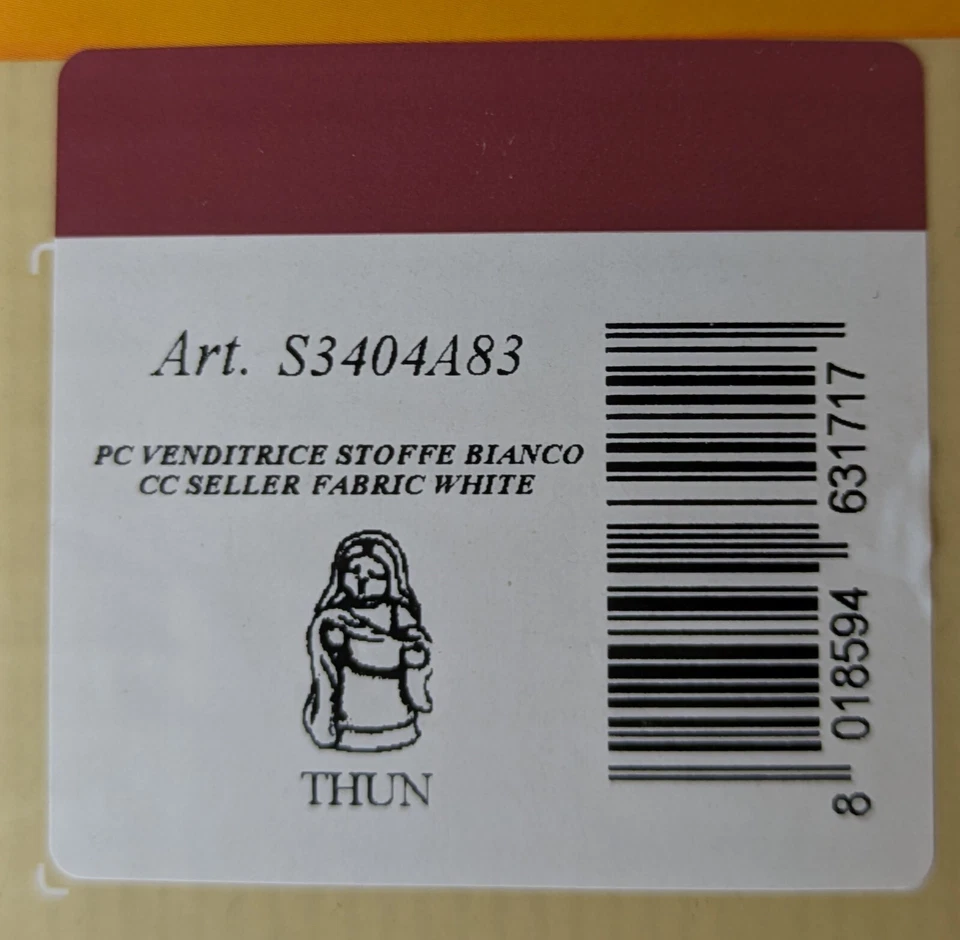 Art. S3404A83
PC VENDITRICE STOFFE BIANCO
CC SELLER FABRIC WHITE
THUN
8 018594 631717